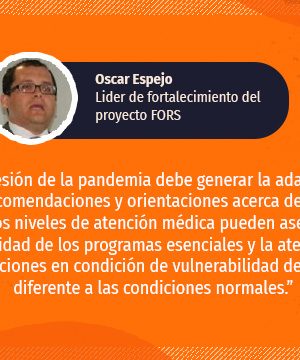 Oscar Espejo
Lider de fortalecimiento del
proyecto FORS
esión de la pandemia debe generar la ada
comendaciones y orientaciones acerca de
os niveles de atención médica pueden ase
idad de los programas esenciales y la ate
ciones en condición de vulnerabilidad de
diferente a las condiciones normales.”